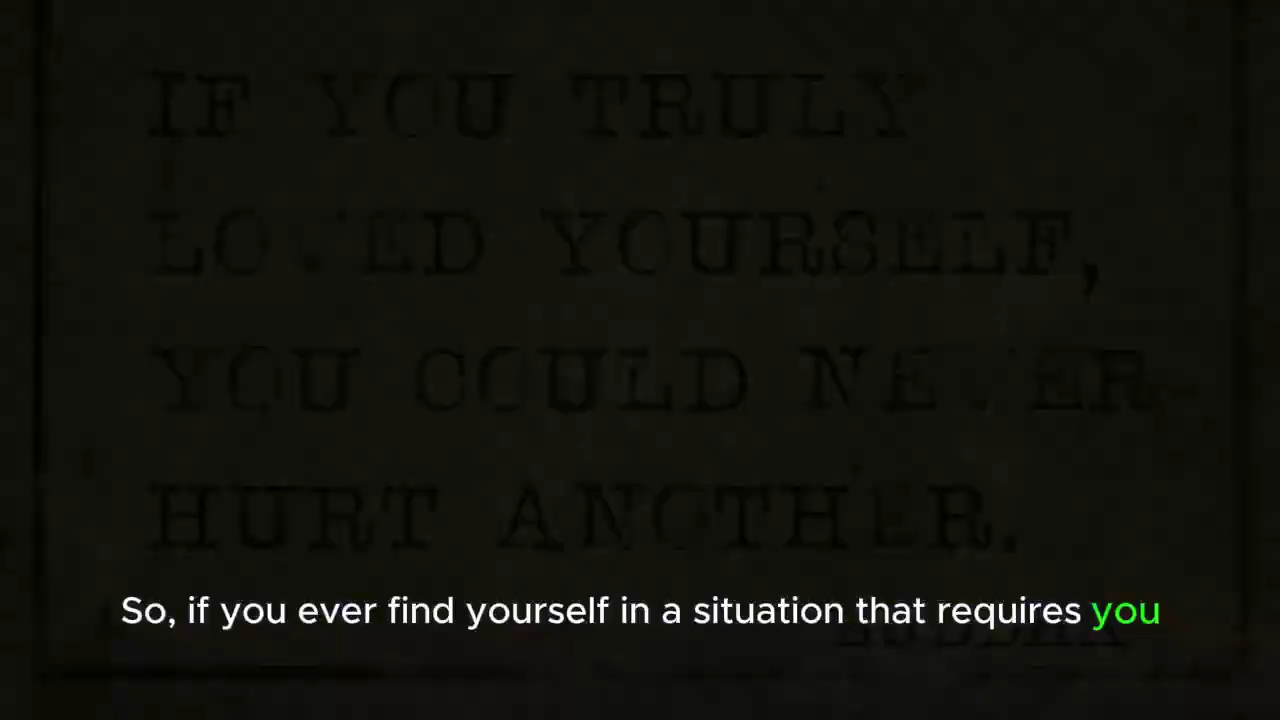 IF YOU TRULY
LOVED YOURSELF,
YOU COULD NEVER
HURT ANOTHER.
So, if you ever find yourself in a situation that requires you
BUDDHA